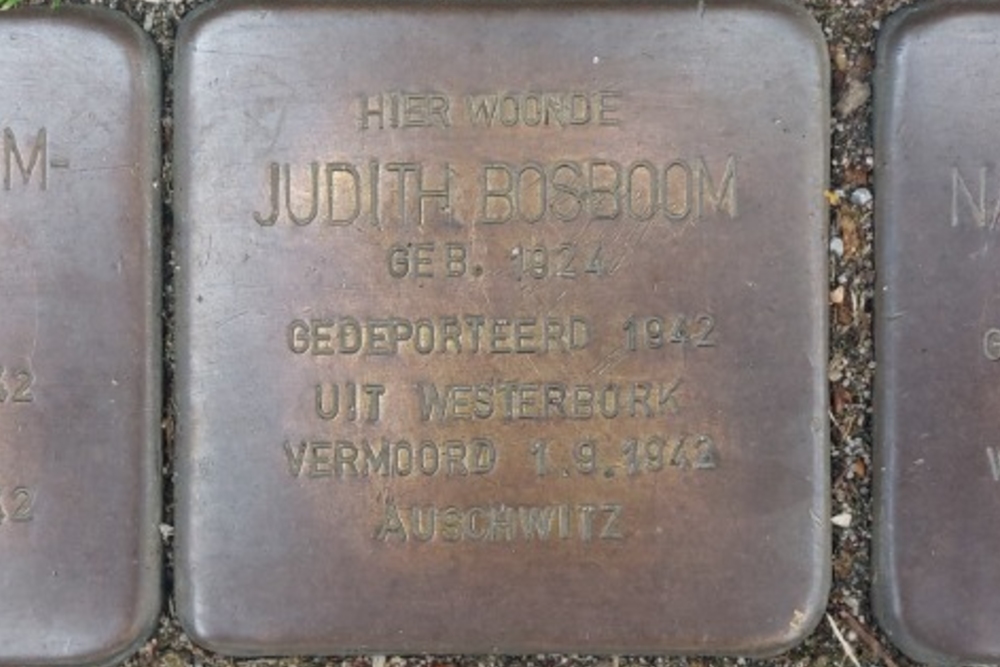 HIER WOONDE
JUDITH BOSBOOM
GEB. 1924
GEDEPORTEERD 1942
UIT WESTERBORK
VERMOORD 1.9.1942
AUSCHWITZ